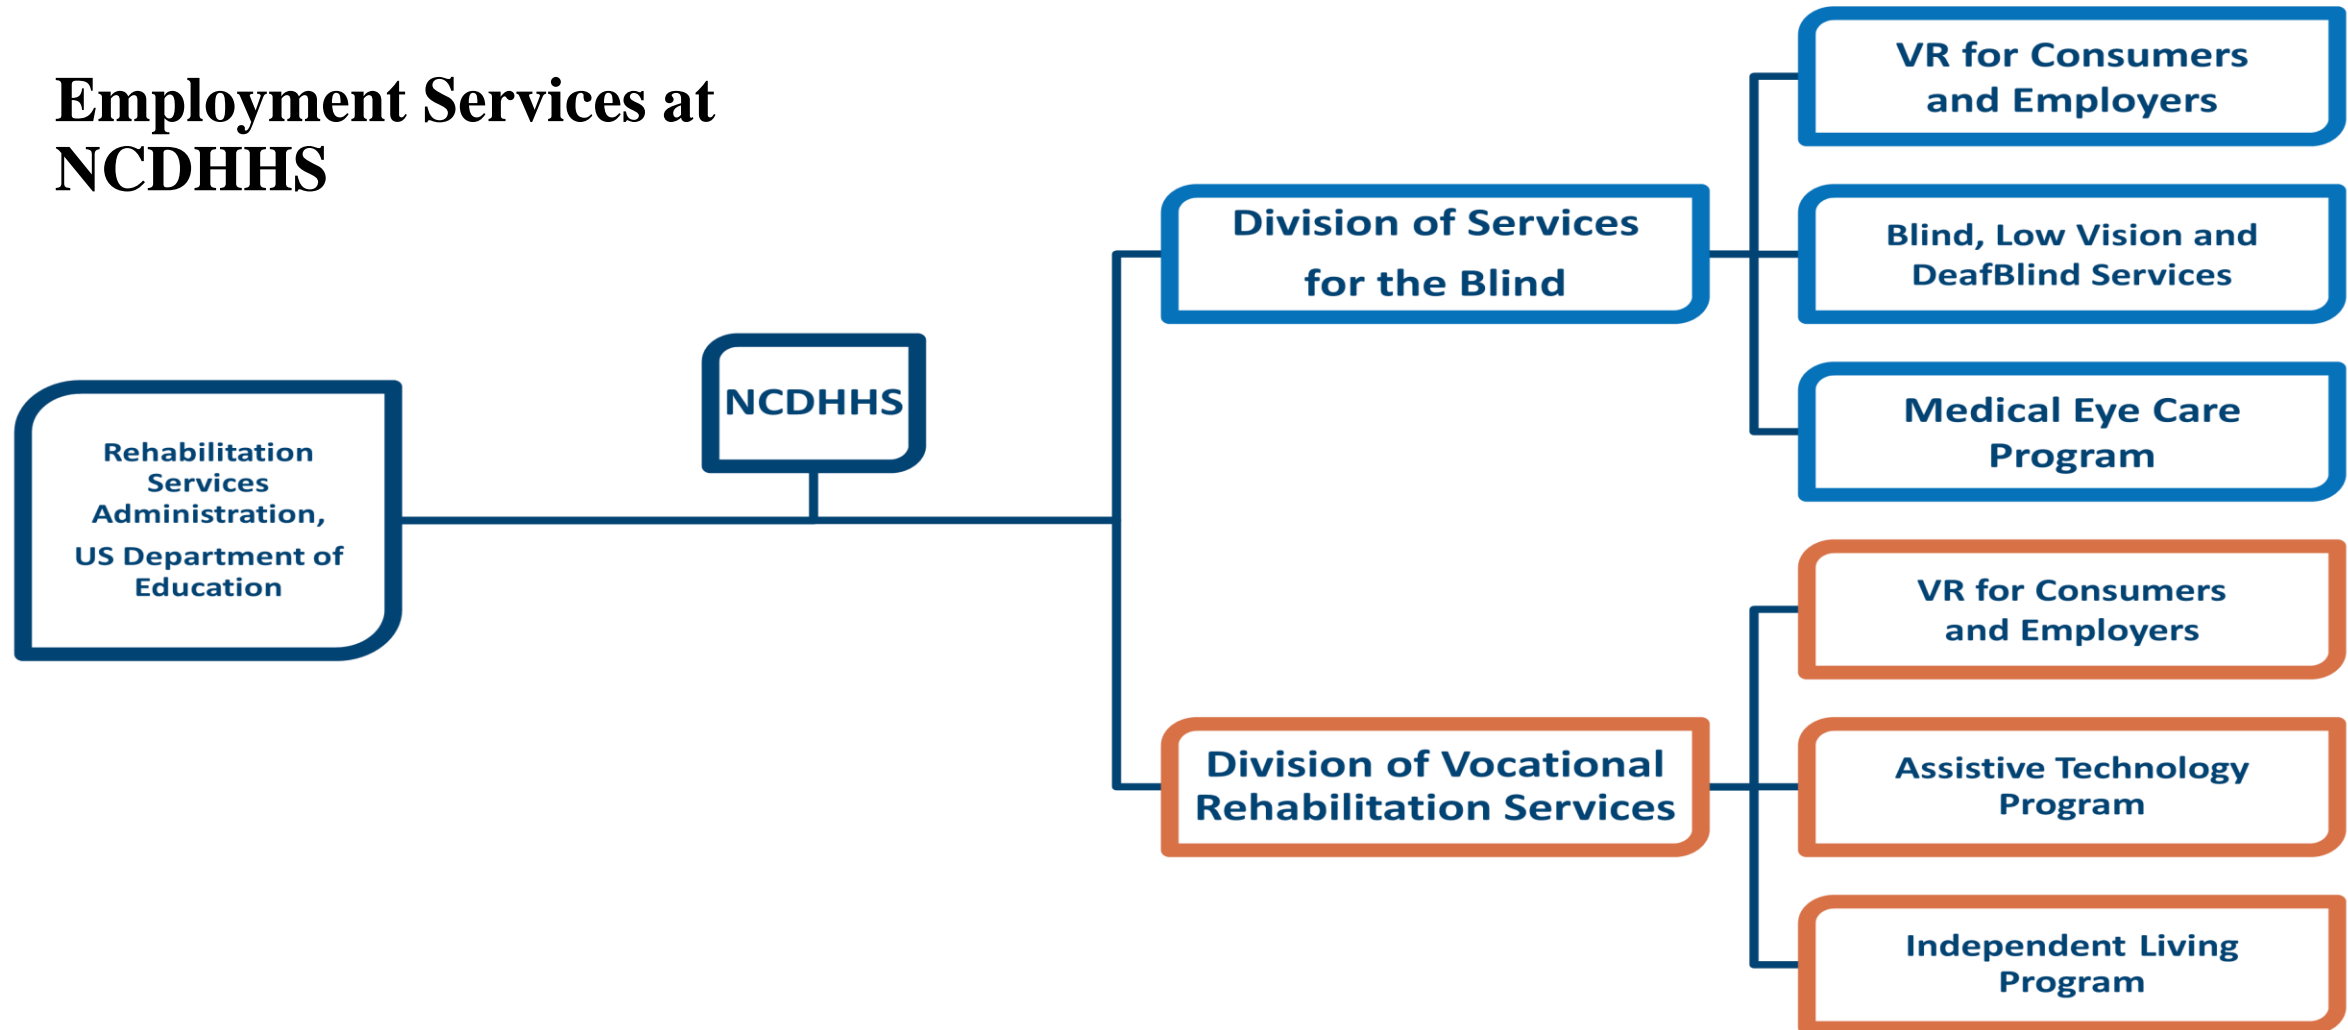 Employment Services at
NCDHHS
Rehabilitation
Services
Administration,
US Department of
Education
NCDHHS
Division of Services
for the Blind
VR for Consumers
and Employers
Blind, Low Vision and
DeafBlind Services
Medical Eye Care
Program
Division of Vocational
Rehabilitation Services
VR for Consumers
and Employers
Assistive Technology
Program
Independent Living
Program